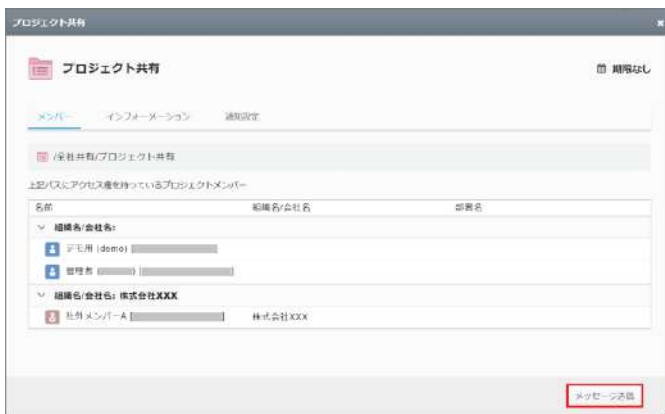 プロジェクト共有
プロジェクト共有
期限なし
メンバー インフォーメーション 通知設定
/全社共有/プロジェクト共有
上記パスにアクセス権を持っているプロジェクトメンバー
名前 組織名/会社名 部署名
組織名/会社名:
デモ用 (demo) [ ]
管理者 ( ) [ ]
組織名/会社名: 株式会社XXX
社外メンバーA [ ] 株式会社XXX
メッセージ送信